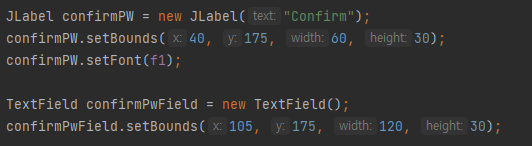 JLabel confirmPW = new JLabel( text: "Confirm");
confirmPW.setBounds( x: 40, y: 175, width: 60, height: 30);
confirmPW.setFont(f1);
TextField confirmPwField = new TextField();
confirmPwField.setBounds( x: 105, y: 175, width: 120, height: 30);